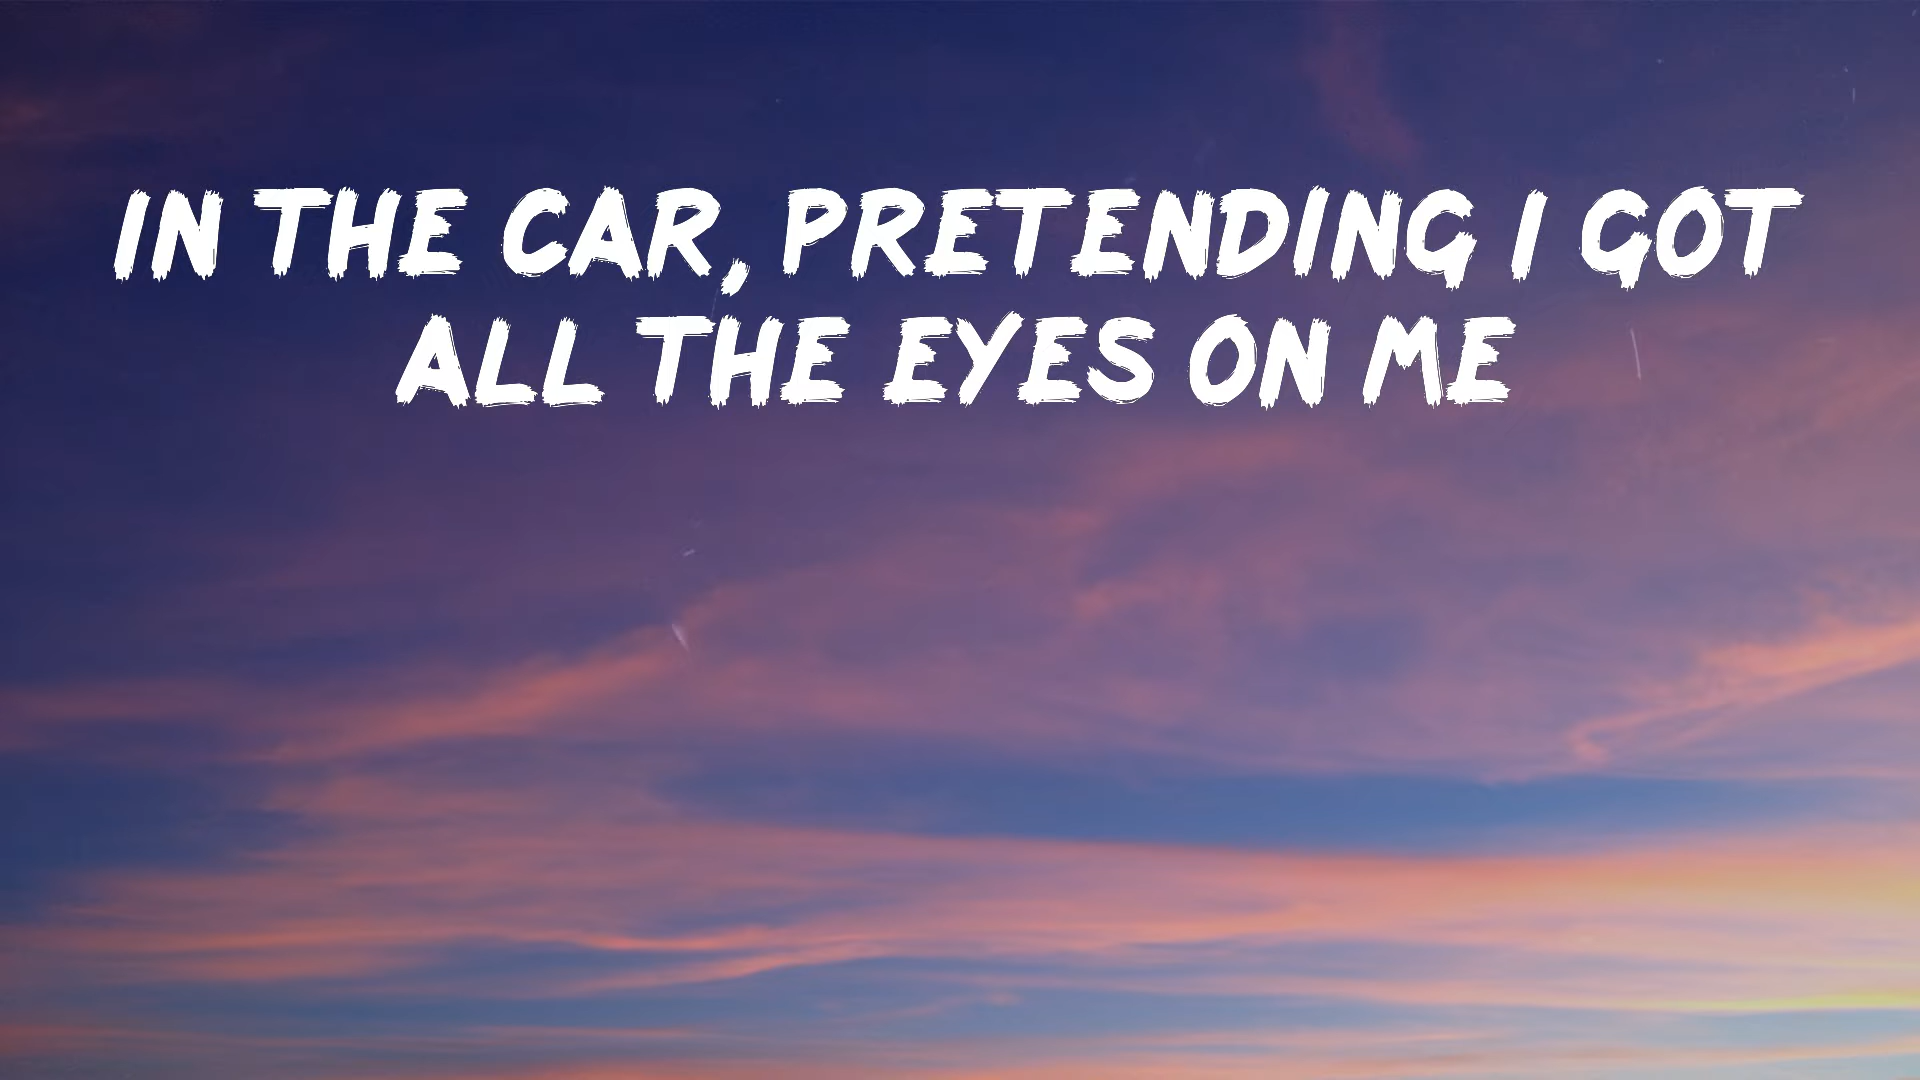 IN THE CAR, PRETENDING I GOT
ALL THE EYES ON ME